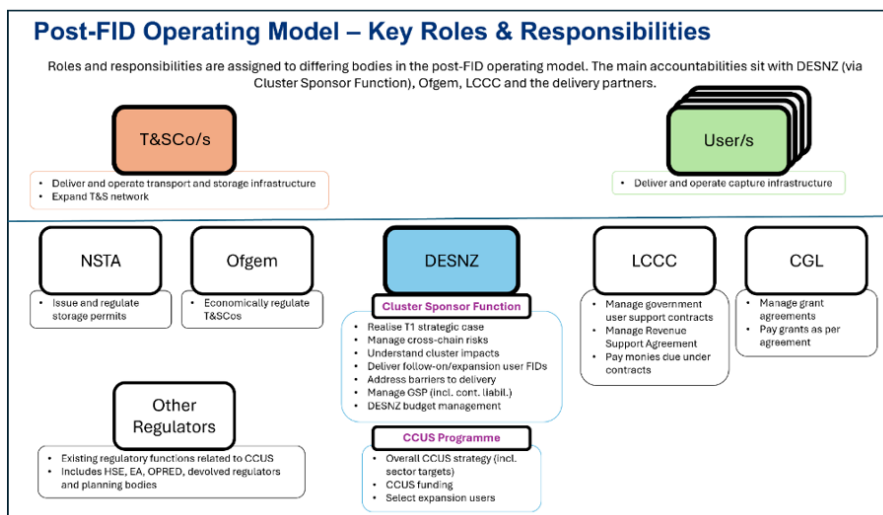 Post-FID Operating Model – Key Roles & Responsibilities
Roles and responsibilities are assigned to differing bodies in the post-FID operating model. The main accountabilities sit with DESNZ (via
Cluster Sponsor Function), Ofgem, LCCC and the delivery partners.
T&SCo/s
• Deliver and operate transport and storage infrastructure
• Expand T&S network
User/s
• Deliver and operate capture infrastructure
NSTA
• Issue and regulate
storage permits
Ofgem
• Economically regulate
T&SCos
DESNZ
Cluster Sponsor Function
• Realise T1 strategic case
• Manage cross-chain risks
• Understand cluster impacts
• Deliver follow-on/expansion user FIDs
• Address barriers to delivery
• Manage GSP (incl. cont. liabil.)
• DESNZ budget management
CCUS Programme
• Overall CCUS strategy (incl.
sector targets)
• CCUS funding
• Select expansion users
LCCC
• Manage government
user support contracts
• Manage Revenue
Support Agreement
• Pay monies due under
contracts
CGL
• Manage grant
agreements
• Pay grants as per
agreement
Other
Regulators
• Existing regulatory functions related to CCUS
• Includes HSE, EA, OPRED, devolved regulators
and planning bodies